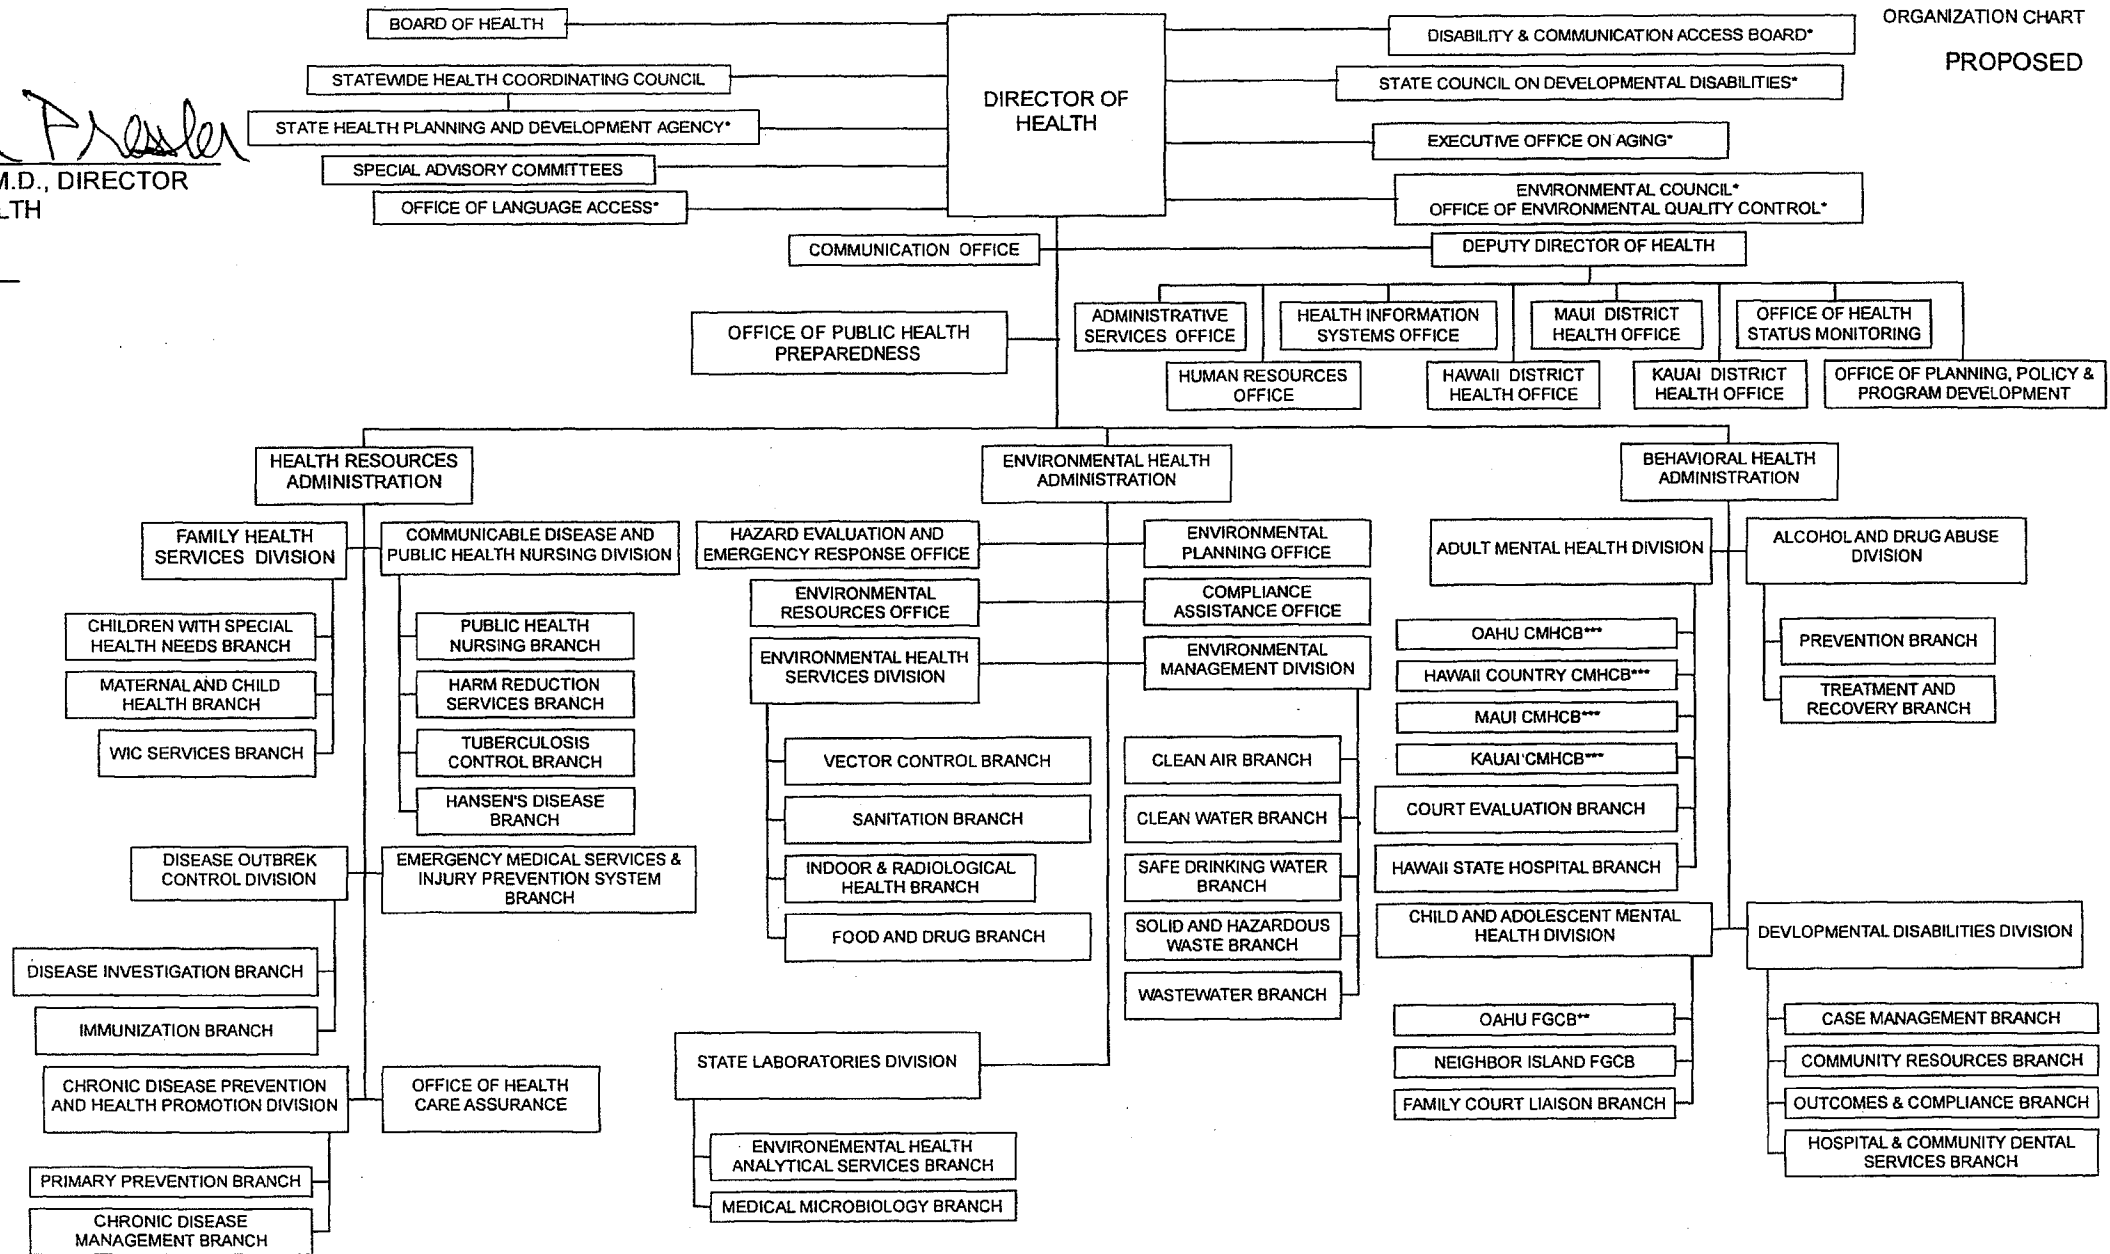 ORGANIZATION CHART
PROPOSED
Pressler
M.D., DIRECTOR
LTH
BOARD OF HEALTH
STATEWIDE HEALTH COORDINATING COUNCIL
STATE HEALTH PLANNING AND DEVELOPMENT AGENCY*
SPECIAL ADVISORY COMMITTEES
OFFICE OF LANGUAGE ACCESS*
DIRECTOR OF
HEALTH
DISABILITY & COMMUNICATION ACCESS BOARD*
STATE COUNCIL ON DEVELOPMENTAL DISABILITIES*
EXECUTIVE OFFICE ON AGING*
ENVIRONMENTAL COUNCIL*
OFFICE OF ENVIRONMENTAL QUALITY CONTROL*
COMMUNICATION OFFICE
DEPUTY DIRECTOR OF HEALTH
OFFICE OF PUBLIC HEALTH
PREPAREDNESS
ADMINISTRATIVE
SERVICES OFFICE
HEALTH INFORMATION
SYSTEMS OFFICE
MAUI DISTRICT
HEALTH OFFICE
OFFICE OF HEALTH
STATUS MONITORING
HUMAN RESOURCES
OFFICE
HAWAII DISTRICT
HEALTH OFFICE
KAUAI DISTRICT
HEALTH OFFICE
OFFICE OF PLANNING, POLICY &
PROGRAM DEVELOPMENT
HEALTH RESOURCES
ADMINISTRATION
FAMILY HEALTH
SERVICES DIVISION
COMMUNICABLE DISEASE AND
PUBLIC HEALTH NURSING DIVISION
CHILDREN WITH SPECIAL
HEALTH NEEDS BRANCH
MATERNAL AND CHILD
HEALTH BRANCH
WIC SERVICES BRANCH
PUBLIC HEALTH
NURSING BRANCH
HARM REDUCTION
SERVICES BRANCH
TUBERCULOSIS
CONTROL BRANCH
HANSEN'S DISEASE
BRANCH
DISEASE OUTBREK
CONTROL DIVISION
EMERGENCY MEDICAL SERVICES &
INJURY PREVENTION SYSTEM
BRANCH
DISEASE INVESTIGATION BRANCH
IMMUNIZATION BRANCH
CHRONIC DISEASE PREVENTION
AND HEALTH PROMOTION DIVISION
OFFICE OF HEALTH
CARE ASSURANCE
PRIMARY PREVENTION BRANCH
CHRONIC DISEASE
MANAGEMENT BRANCH
ENVIRONMENTAL HEALTH
ADMINISTRATION
HAZARD EVALUATION AND
EMERGENCY RESPONSE OFFICE
ENVIRONMENTAL
PLANNING OFFICE
ENVIRONMENTAL
RESOURCES OFFICE
COMPLIANCE
ASSISTANCE OFFICE
ENVIRONMENTAL HEALTH
SERVICES DIVISION
ENVIRONMENTAL
MANAGEMENT DIVISION
VECTOR CONTROL BRANCH
SANITATION BRANCH
INDOOR & RADIOLOGICAL
HEALTH BRANCH
FOOD AND DRUG BRANCH
CLEAN AIR BRANCH
CLEAN WATER BRANCH
SAFE DRINKING WATER
BRANCH
SOLID AND HAZARDOUS
WASTE BRANCH
WASTEWATER BRANCH
STATE LABORATORIES DIVISION
ENVIRONEMENTAL HEALTH
ANALYTICAL SERVICES BRANCH
MEDICAL MICROBIOLOGY BRANCH
BEHAVIORAL HEALTH
ADMINISTRATION
ADULT MENTAL HEALTH DIVISION
ALCOHOL AND DRUG ABUSE
DIVISION
OAHU CMHCB***
HAWAII COUNTRY CMHCB***
MAUI CMHCB***
KAUAI CMHCB***
COURT EVALUATION BRANCH
HAWAII STATE HOSPITAL BRANCH
PREVENTION BRANCH
TREATMENT AND
RECOVERY BRANCH
CHILD AND ADOLESCENT MENTAL
HEALTH DIVISION
DEVLOPMENTAL DISABILITIES DIVISION
OAHU FGCB**
NEIGHBOR ISLAND FGCB
FAMILY COURT LIAISON BRANCH
CASE MANAGEMENT BRANCH
COMMUNITY RESOURCES BRANCH
OUTCOMES & COMPLIANCE BRANCH
HOSPITAL & COMMUNITY DENTAL
SERVICES BRANCH